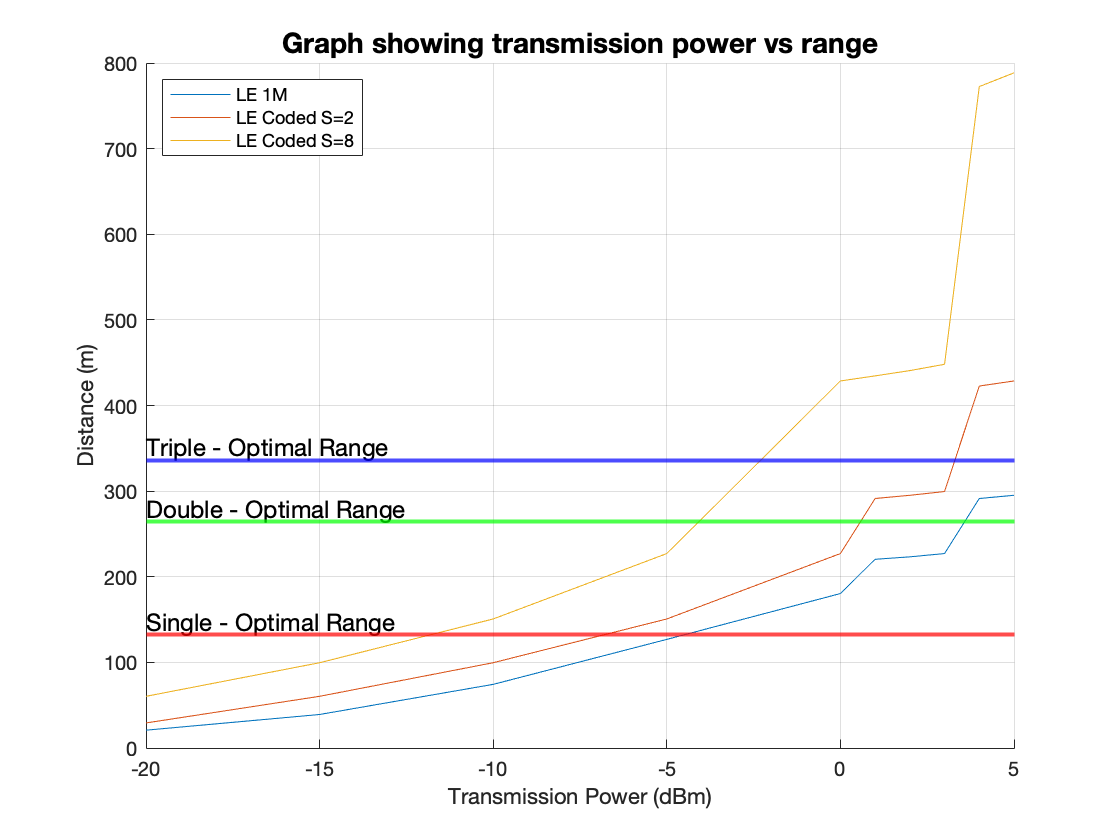 Graph showing transmission power vs range
800
700
600
500
400
300
200
100
0
Distance (m)
LE 1M
LE Coded S=2
LE Coded S=8
Triple - Optimal Range
Double - Optimal Range
Single - Optimal Range
-20
-15
-10
-5
0
5
Transmission Power (dBm)